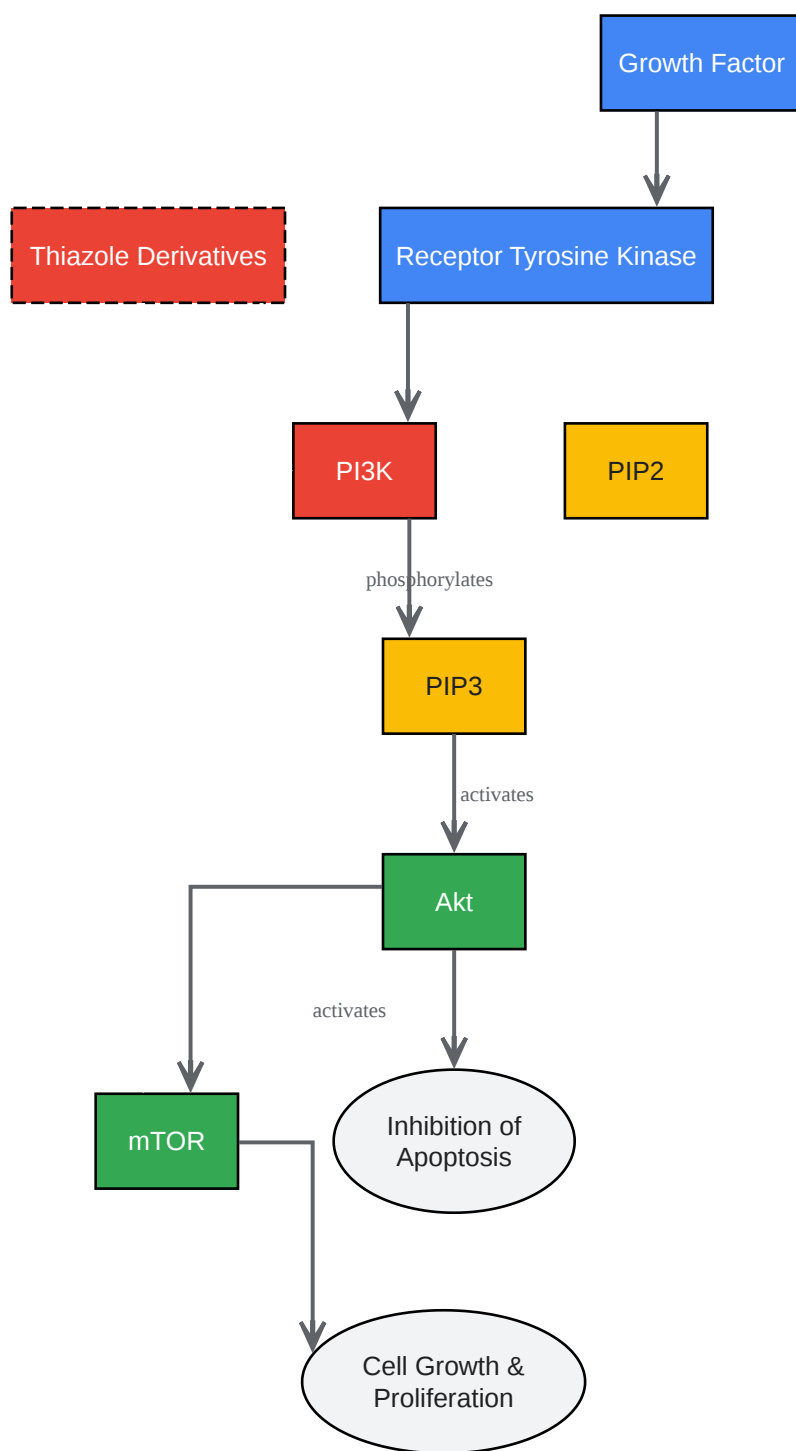 Growth Factor
Thiazole Derivatives
Receptor Tyrosine Kinase
PI3K
PIP2
phosphorylates
PIP3
activates
Akt
activates
mTOR
Inhibition of
Apoptosis
Cell Growth &
Proliferation